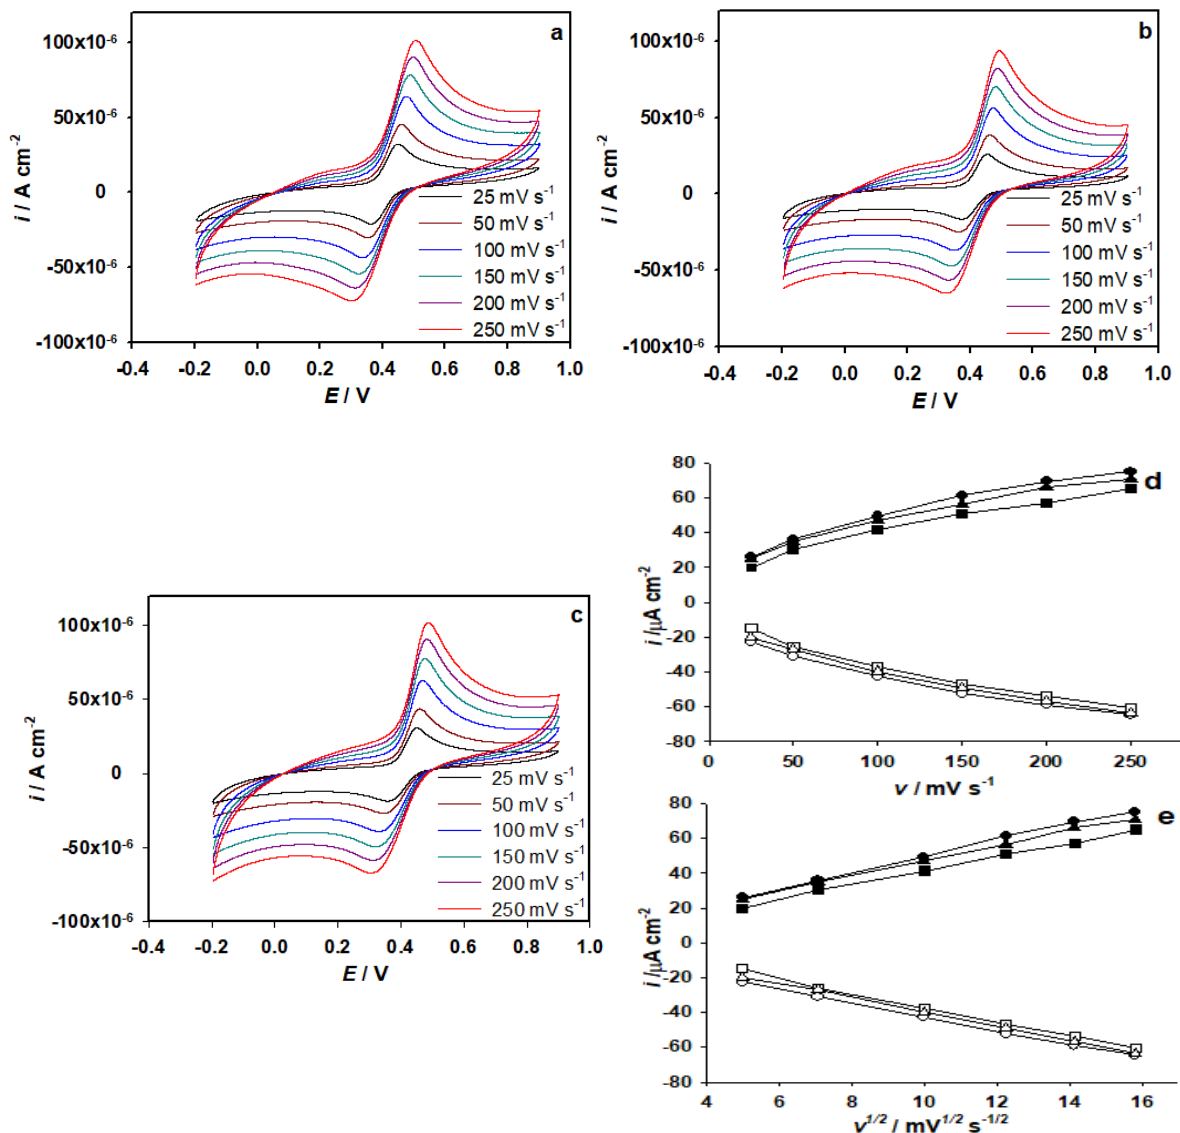 a
100x10⁻⁶
50x10⁻⁶
0
-50x10⁻⁶
-100x10⁻⁶
i / A cm⁻²
25 mV s⁻¹
50 mV s⁻¹
100 mV s⁻¹
150 mV s⁻¹
200 mV s⁻¹
250 mV s⁻¹
-0.4 -0.2 0.0 0.2 0.4 0.6 0.8 1.0
E / V
b
100x10⁻⁶
50x10⁻⁶
0
-50x10⁻⁶
-100x10⁻⁶
i / A cm⁻²
25 mV s⁻¹
50 mV s⁻¹
100 mV s⁻¹
150 mV s⁻¹
200 mV s⁻¹
250 mV s⁻¹
-0.4 -0.2 0.0 0.2 0.4 0.6 0.8 1.0
E / V
c
100x10⁻⁶
50x10⁻⁶
0
-50x10⁻⁶
-100x10⁻⁶
i / A cm⁻²
25 mV s⁻¹
50 mV s⁻¹
100 mV s⁻¹
150 mV s⁻¹
200 mV s⁻¹
250 mV s⁻¹
-0.4 -0.2 0.0 0.2 0.4 0.6 0.8 1.0
E / V
d
80
60
40
20
0
-20
-40
-60
-80
i /µA cm⁻²
0 50 100 150 200 250
v / mV s⁻¹
e
80
60
40
20
0
-20
-40
-60
-80
i /µA cm⁻²
4 6 8 10 12 14 16
v¹ᐟ² / mV¹ᐟ² s⁻¹ᐟ²